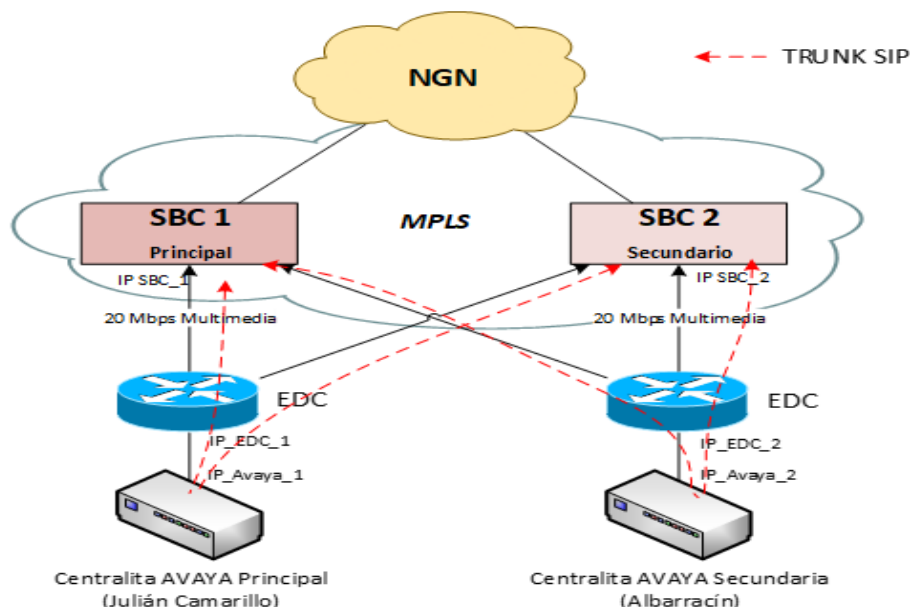 NGN
TRUNK SIP
SBC 1
Principal
MPLS
SBC 2
Secundario
IP SBC_1
IP SBC_2
20 Mbps Multimedia
20 Mbps Multimedia
EDC
EDC
IP_EDC_1
IP_EDC_2
IP_Avaya_1
IP_Avaya_2
Centralita AVAYA Principal
(Julián Camarillo)
Centralita AVAYA Secundaria
(Albarracín)